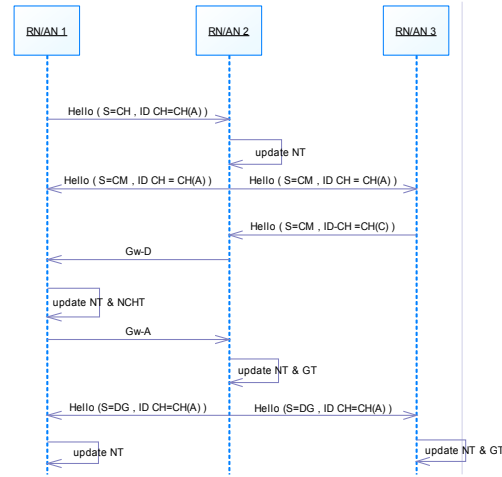 RN/AN 1
RN/AN 2
RN/AN 3
Hello ( S=CH , ID CH=CH(A) )
update NT
Hello ( S=CM , ID CH = CH(A) )
Hello ( S=CM , ID CH = CH(A) )
Hello ( S=CM , ID-CH =CH(C) )
Gw-D
update NT & NCHT
Gw-A
update NT & GT
Hello (S=DG , ID CH=CH(A) )
Hello (S=DG , ID CH=CH(A) )
update NT
update NT & GT